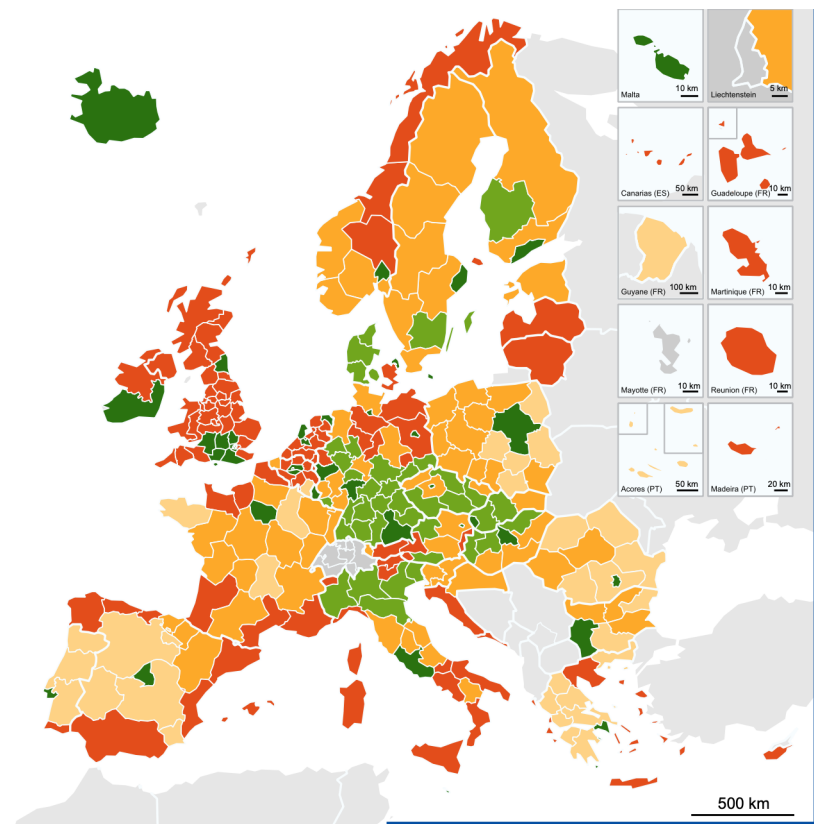 Malta
10 km
Liechtenstein
5 km
Canarias (ES)
50 km
Guadeloupe (FR)
10 km
Guyane (FR)
100 km
Martinique (FR)
10 km
Mayotte (FR)
10 km
Reunion (FR)
10 km
Acores (PT)
50 km
Madeira (PT)
20 km
500 km